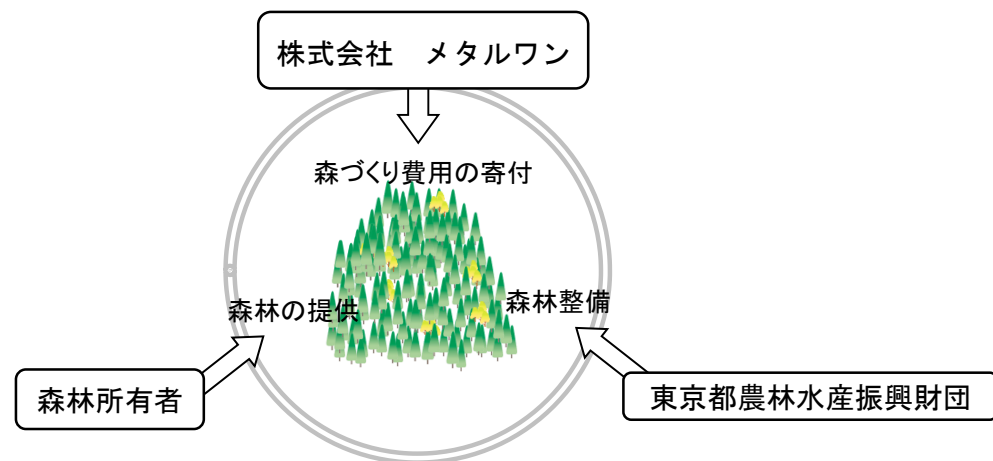 株式会社　メタルワン
森づくり費用の寄付
森林の提供
森林整備
森林所有者
東京都農林水産振興財団